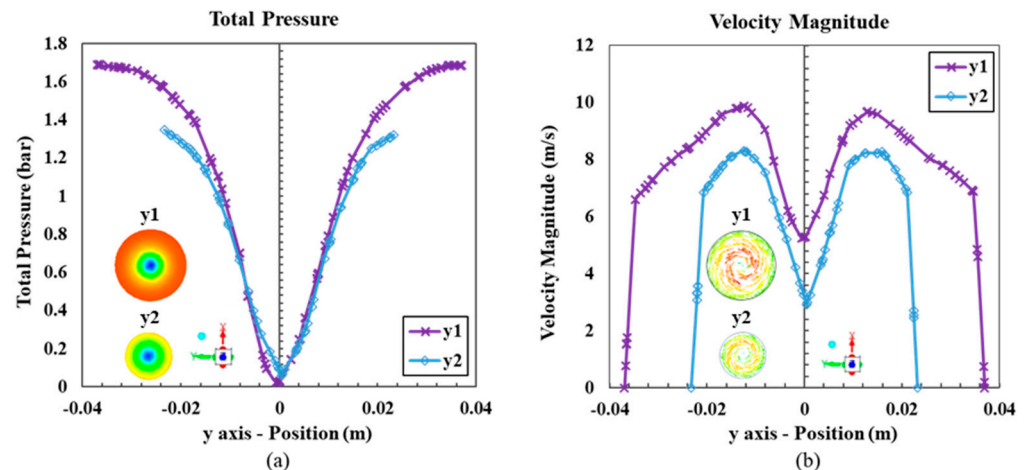 Total Pressure
1.8
1.6
1.4
1.2
1
0.8
0.6
0.4
0.2
0
Total Pressure (bar)
y1
y2
y1
y2
-0.04
-0.02
0
0.02
0.04
y axis - Position (m)
(a)
Velocity Magnitude
12
10
8
6
4
2
0
Velocity Magnitude (m/s)
y1
y2
y1
y2
-0.04
-0.02
0
0.02
0.04
y axis - Position (m)
(b)